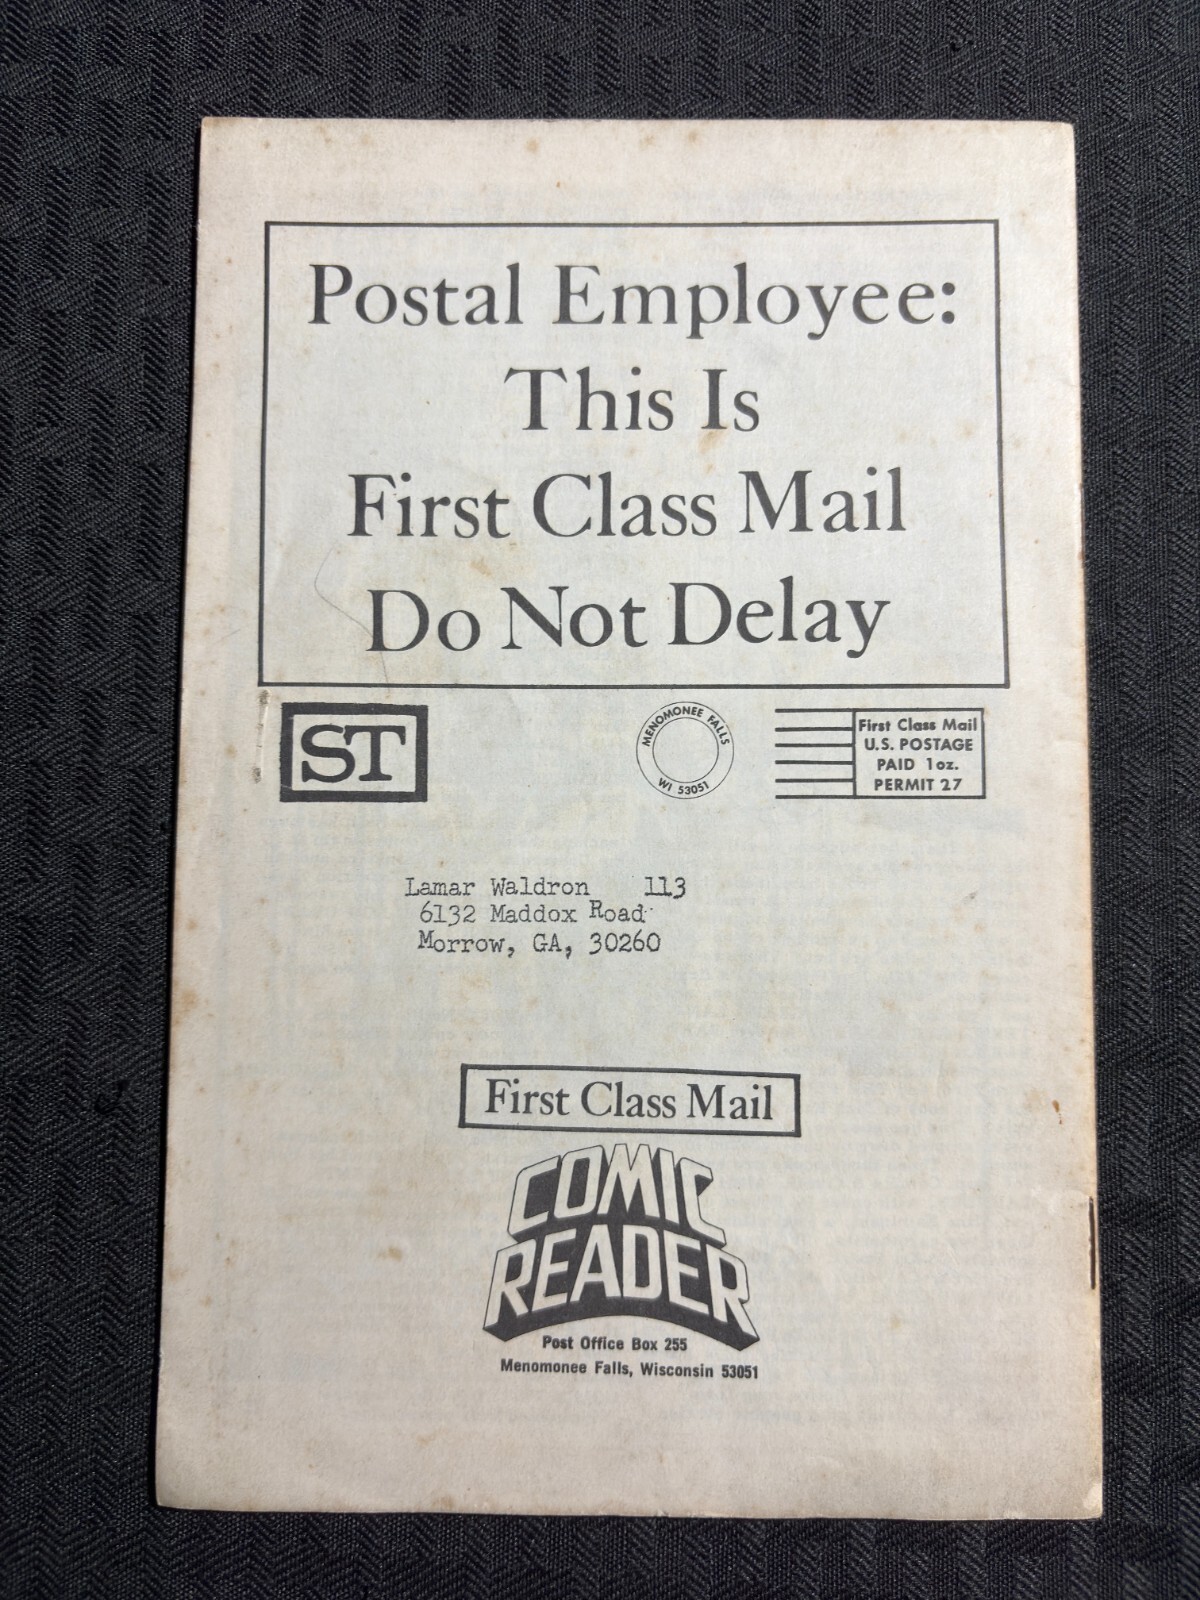 Postal Employee:
This Is
First Class Mail
Do Not Delay
ST
MENOMONEE FALLS
WI 53051
First Class Mail
U.S. POSTAGE
PAID 1 oz.
PERMIT 27
Lamar Waldron 113
6132 Maddox Road
Morrow, GA, 30260
First Class Mail
COMIC
READER
Post Office Box 255
Menomonee Falls, Wisconsin 53051